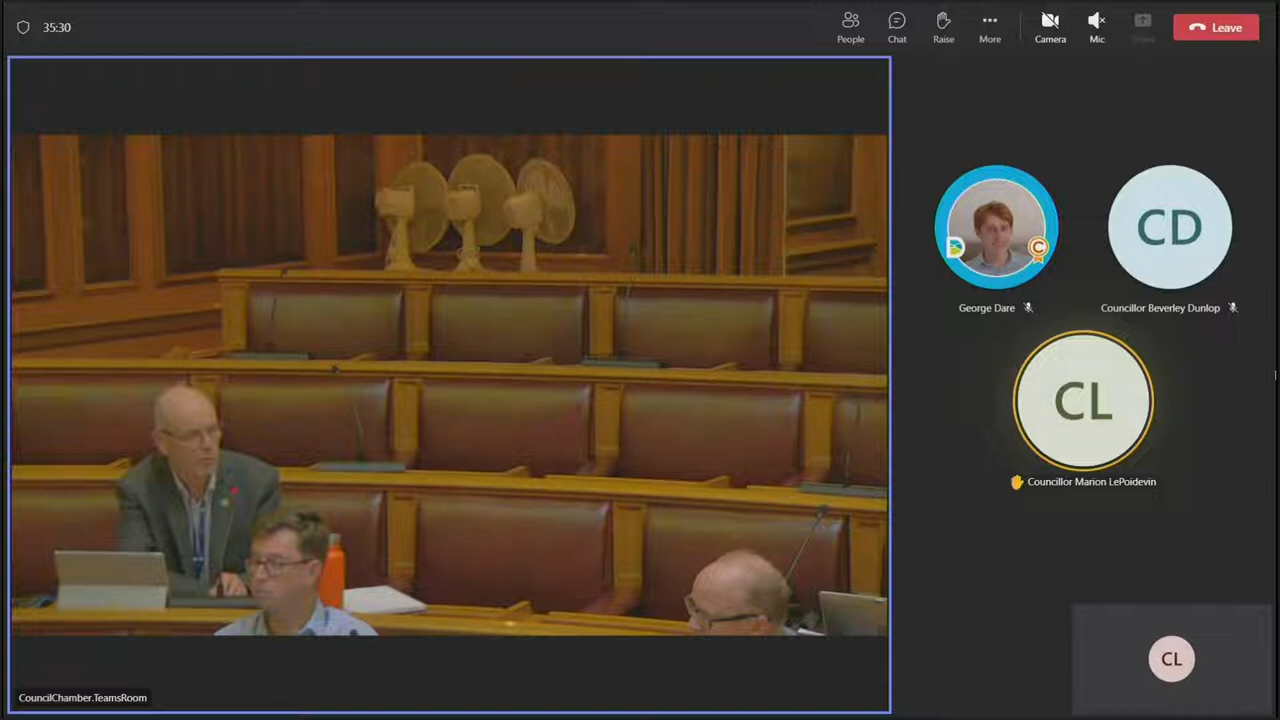 35:30
People
Chat
Raise
More
Camera
Mic
Share
Leave
George Dare
CD
Councillor Beverley Dunlop
CL
Councillor Marion LePoidevin
CL
CouncilChamber.TeamsRoom